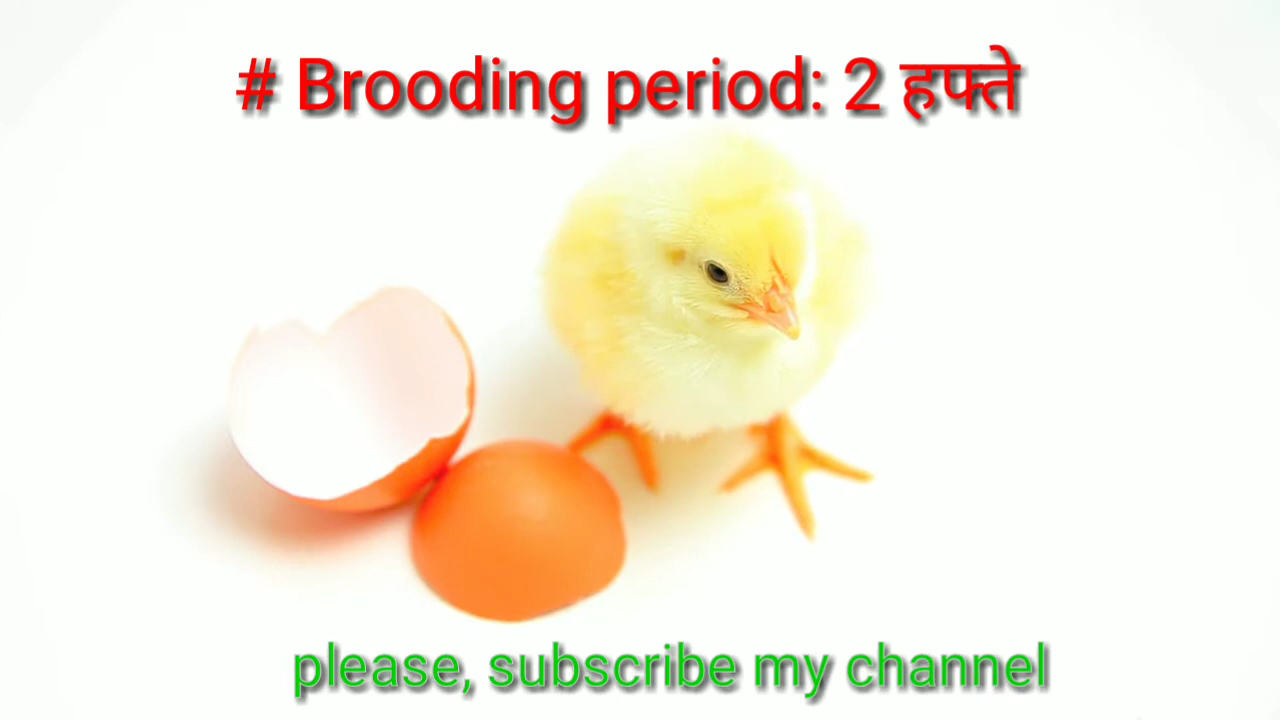 # Brooding period: 2 हफ्ते
please, subscribe my channel